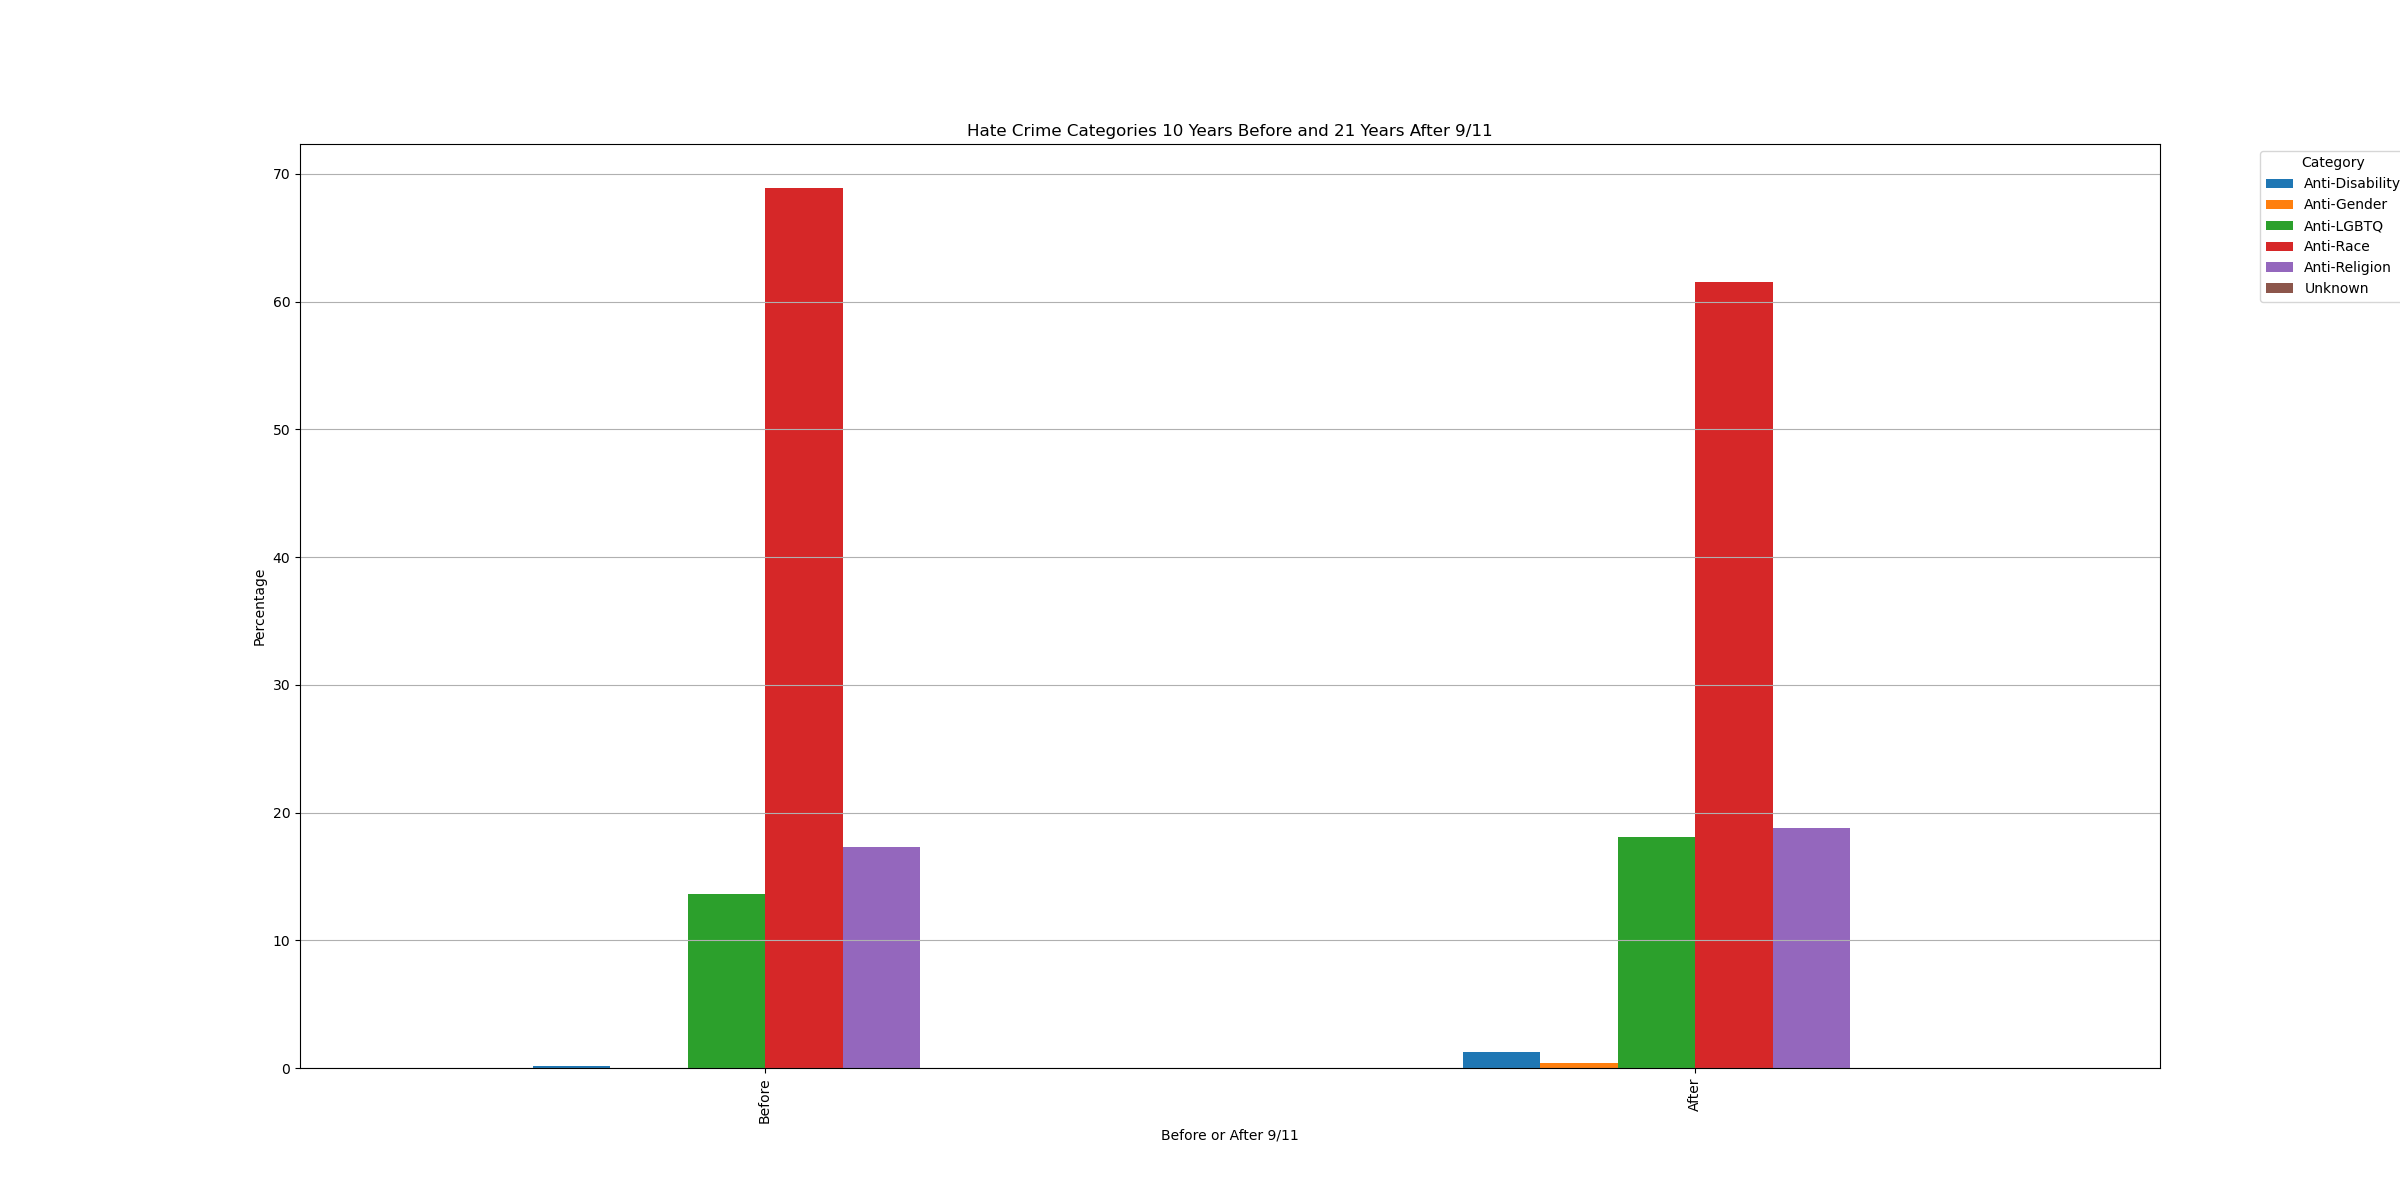 Hate Crime Categories 10 Years Before and 21 Years After 9/11
Category
Anti-Disability
Anti-Gender
Anti-LGBTQ
Anti-Race
Anti-Religion
Unknown
Percentage
70
60
50
40
30
20
10
0
Before
After
Before or After 9/11